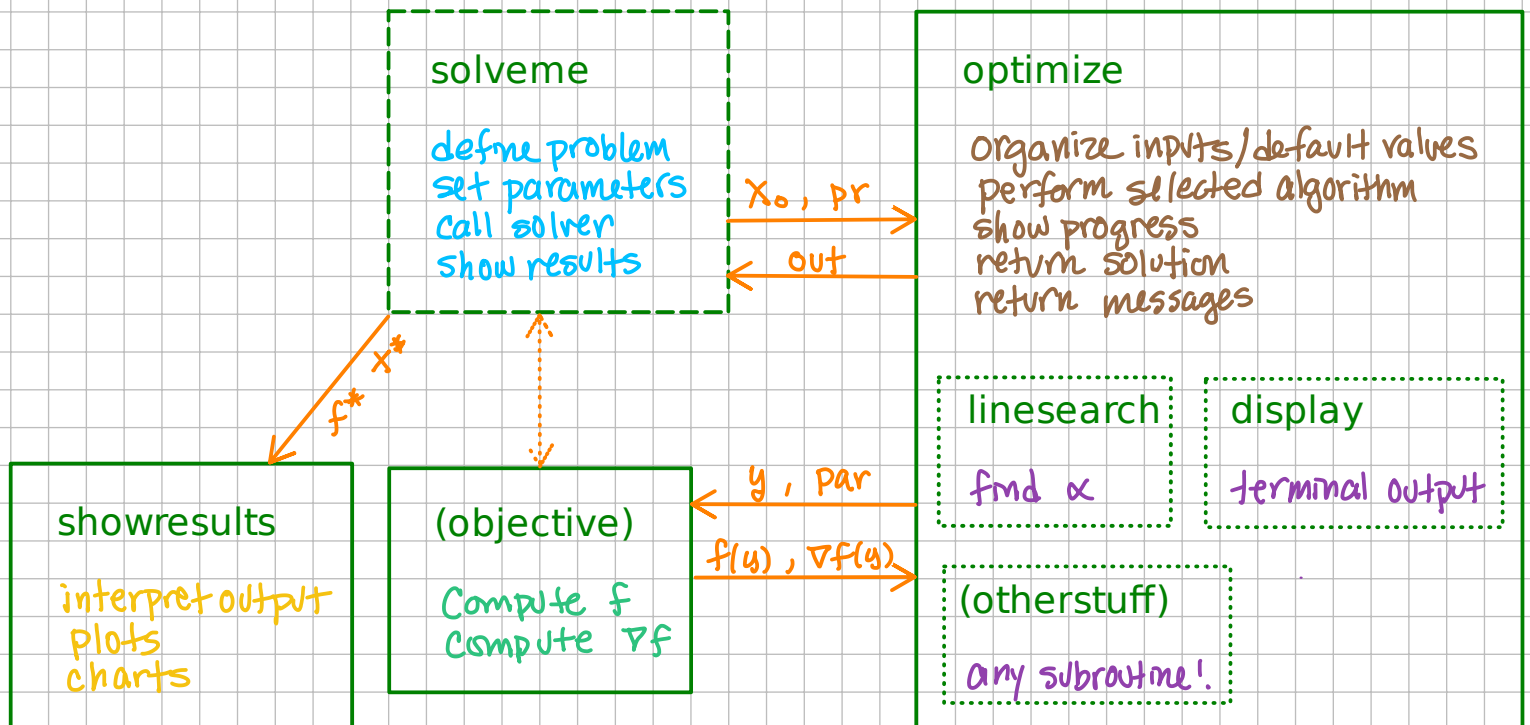 solveme
define problem
set parameters
call solver
show results
x₀, pr
out
optimize
organize inputs/default values
perform selected algorithm
show progress
return solution
return messages
linesearch
find α
display
terminal output
(otherstuff)
any subroutine!
x*
f*
showresults
interpret output
plots
charts
(objective)
Compute f
Compute ∇f
y, par
f(y), ∇f(y)